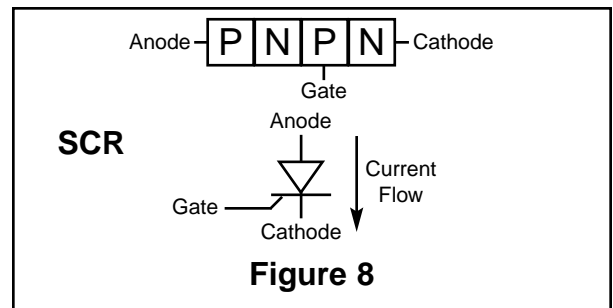 Anode P N P N Cathode
Gate
Anode
SCR
Current
Flow
Gate
Cathode
Figure 8